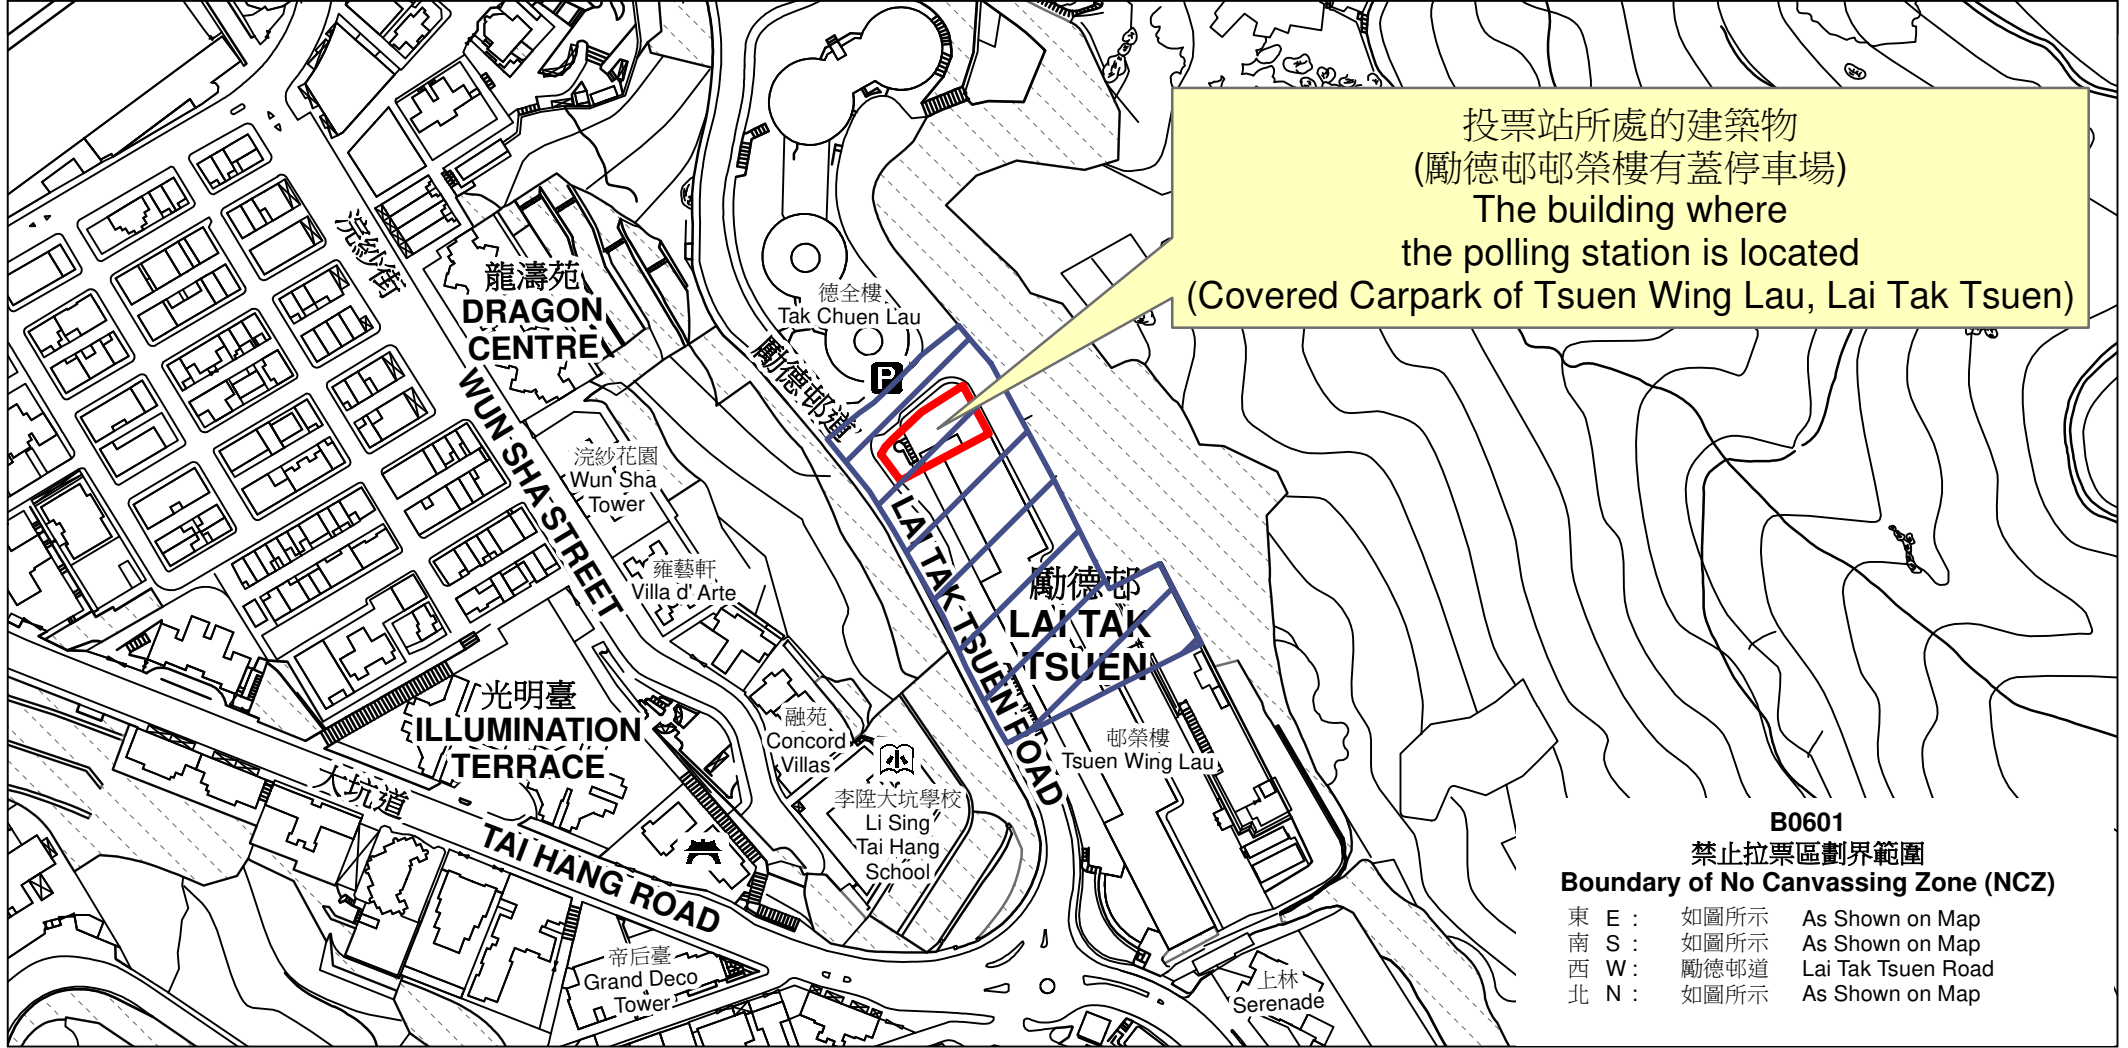 投票站所處的建築物
(勵德邨邨榮樓有蓋停車場)
The building where
the polling station is located
(Covered Carpark of Tsuen Wing Lau, Lai Tak Tsuen)
浣紗街
龍濤苑
DRAGON
CENTRE
德全樓
Tak Chuen Lau
勵德邨道
P
WUN SHA STREET
浣紗花園
Wun Sha
Tower
雍藝軒
Villa d' Arte
LAI TAK TSUEN ROAD
勵德邨
LAI TAK
TSUEN
光明臺
ILLUMINATION
TERRACE
融苑
Concord
Villas
邨榮樓
Tsuen Wing Lau
大坑道
TAI HANG ROAD
李陞大坑學校
Li Sing
Tai Hang
School
帝后臺
Grand Deco
Tower
上林
Serenade
B0601
禁止拉票區劃界範圍
Boundary of No Canvassing Zone (NCZ)
東 E : 如圖所示 As Shown on Map
南 S : 如圖所示 As Shown on Map
西 W : 勵德邨道 Lai Tak Tsuen Road
北 N : 如圖所示 As Shown on Map